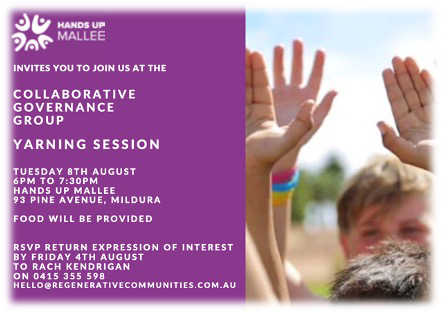 HANDS UP
MALLEE
INVITES YOU TO JOIN US AT THE
COLLABORATIVE
GOVERNANCE
GROUP
YARNING SESSION
TUESDAY 8TH AUGUST
6PM TO 7:30PM
HANDS UP MALLEE
93 PINE AVENUE, MILDURA
FOOD WILL BE PROVIDED
RSVP RETURN EXPRESSION OF INTEREST
BY FRIDAY 4TH AUGUST
TO RACH KENDRIGAN
ON 0415 355 598
HELLO@REGENERATIVECOMMUNITIES.COM.AU